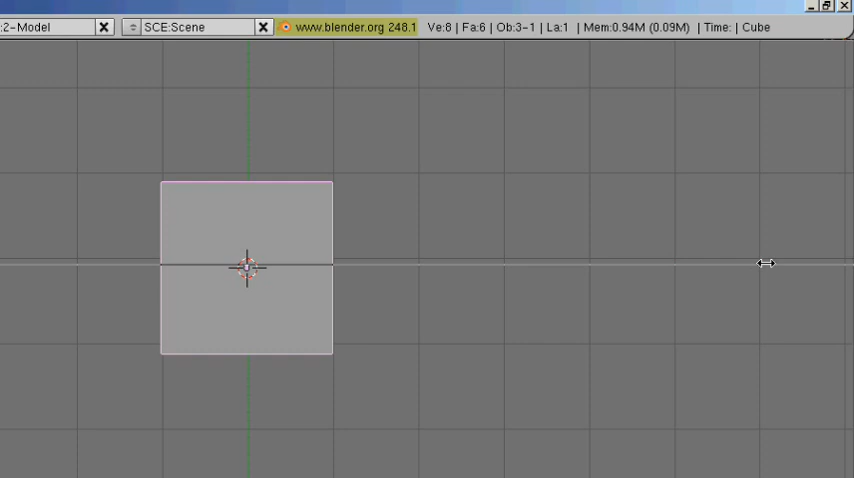 :2-Model SCE:Scene www.blender.org 248.1 Ve:8 | Fa:6 | Ob:3-1 | La:1 | Mem:0.94M (0.09M) | Time: | Cube